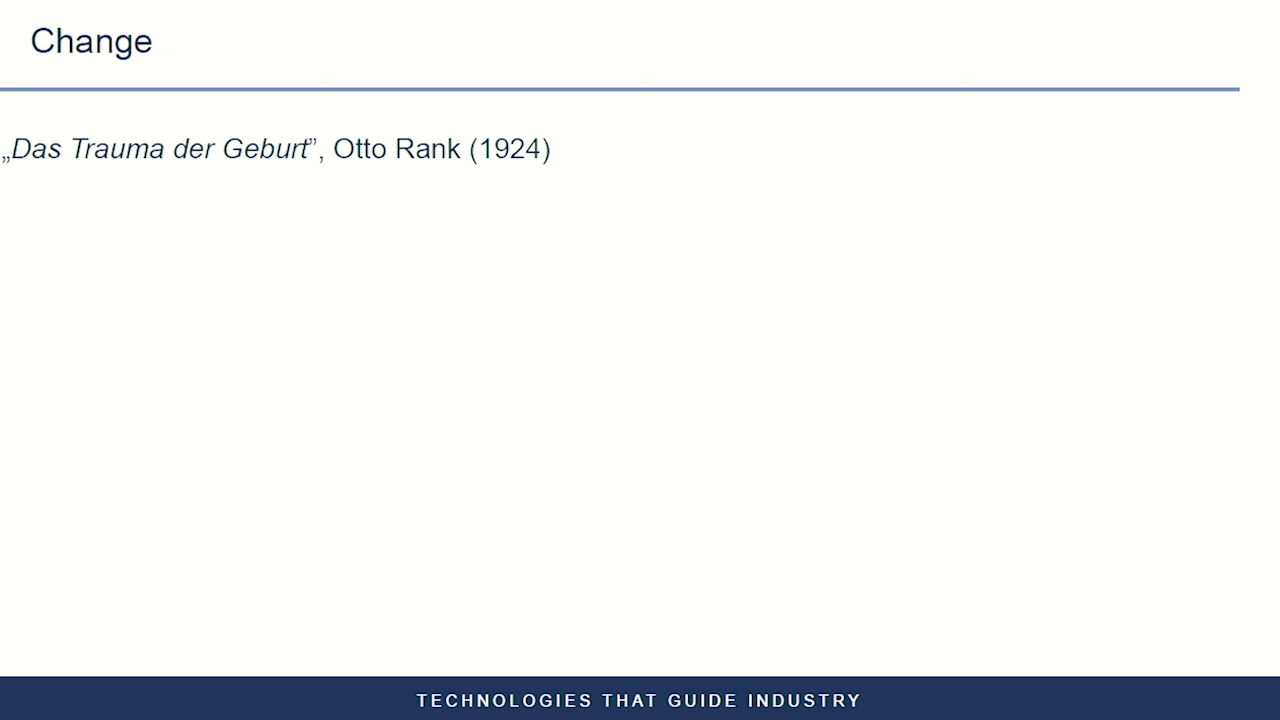 Change
„Das Trauma der Geburt”, Otto Rank (1924)
TECHNOLOGIES THAT GUIDE INDUSTRY